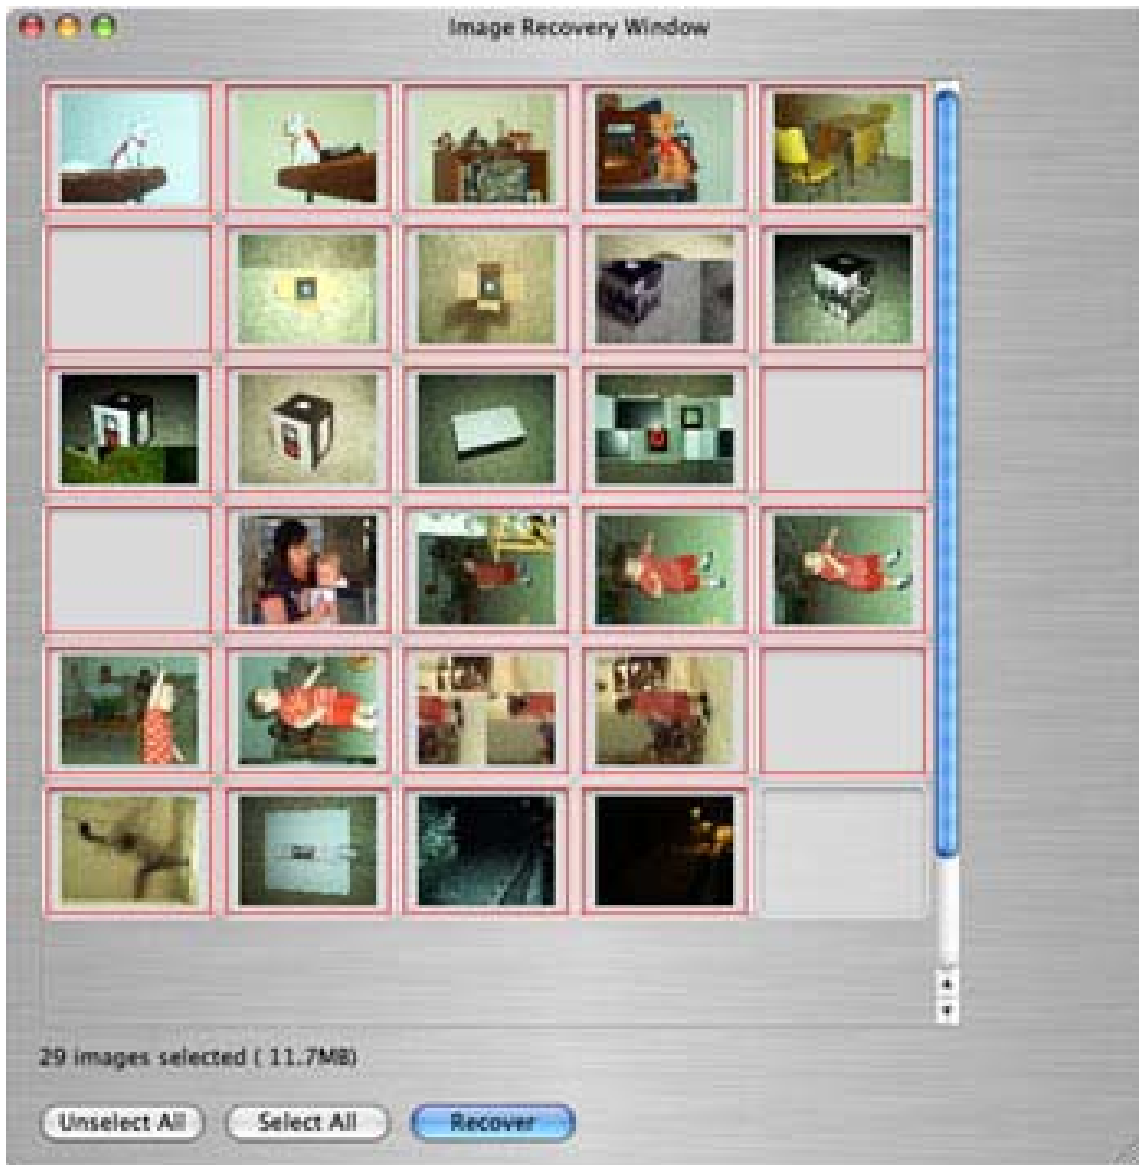 Image Recovery Window
29 images selected ( 11.7MB)
Unselect All
Select All
Recover